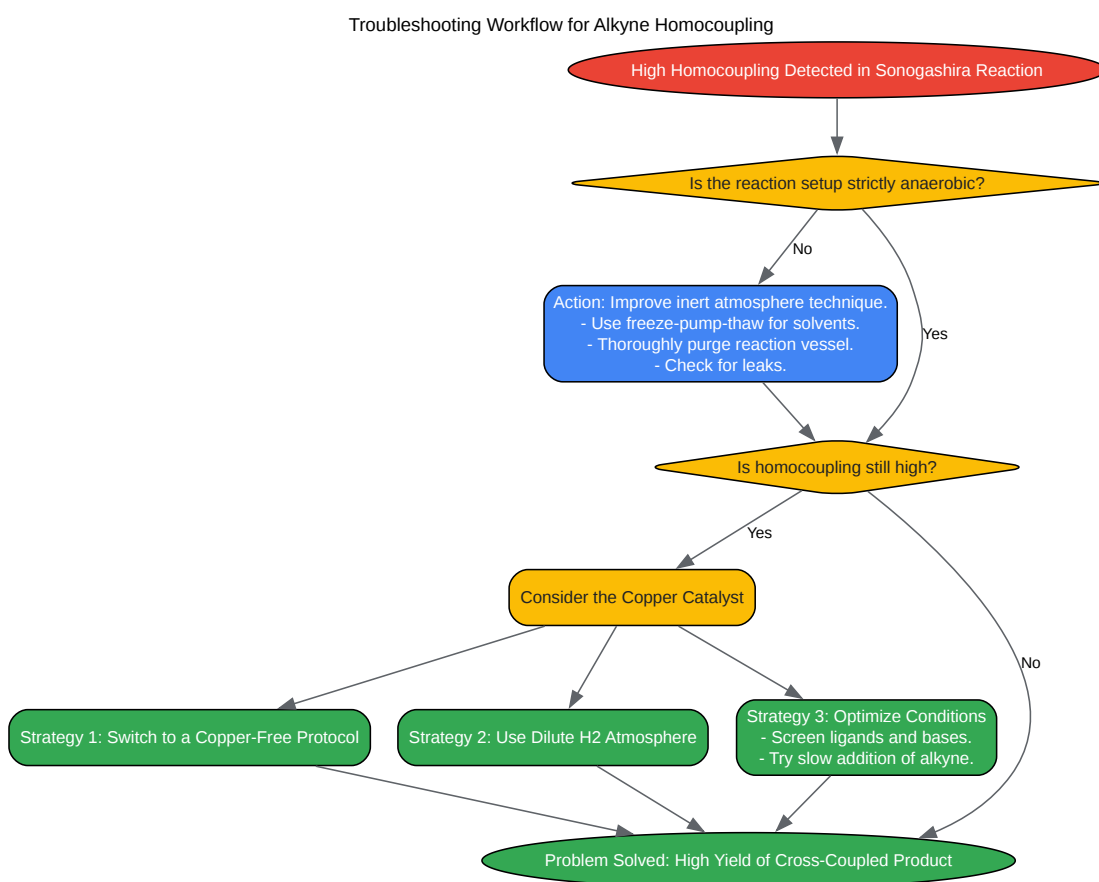 Troubleshooting Workflow for Alkyne Homocoupling
High Homocoupling Detected in Sonogashira Reaction
Is the reaction setup strictly anaerobic?
No
Action: Improve inert atmosphere technique.
- Use freeze-pump-thaw for solvents.
- Thoroughly purge reaction vessel.
- Check for leaks.
Yes
Is homocoupling still high?
Yes
Consider the Copper Catalyst
No
Strategy 1: Switch to a Copper-Free Protocol
Strategy 2: Use Dilute H2 Atmosphere
Strategy 3: Optimize Conditions
- Screen ligands and bases.
- Try slow addition of alkyne.
Problem Solved: High Yield of Cross-Coupled Product